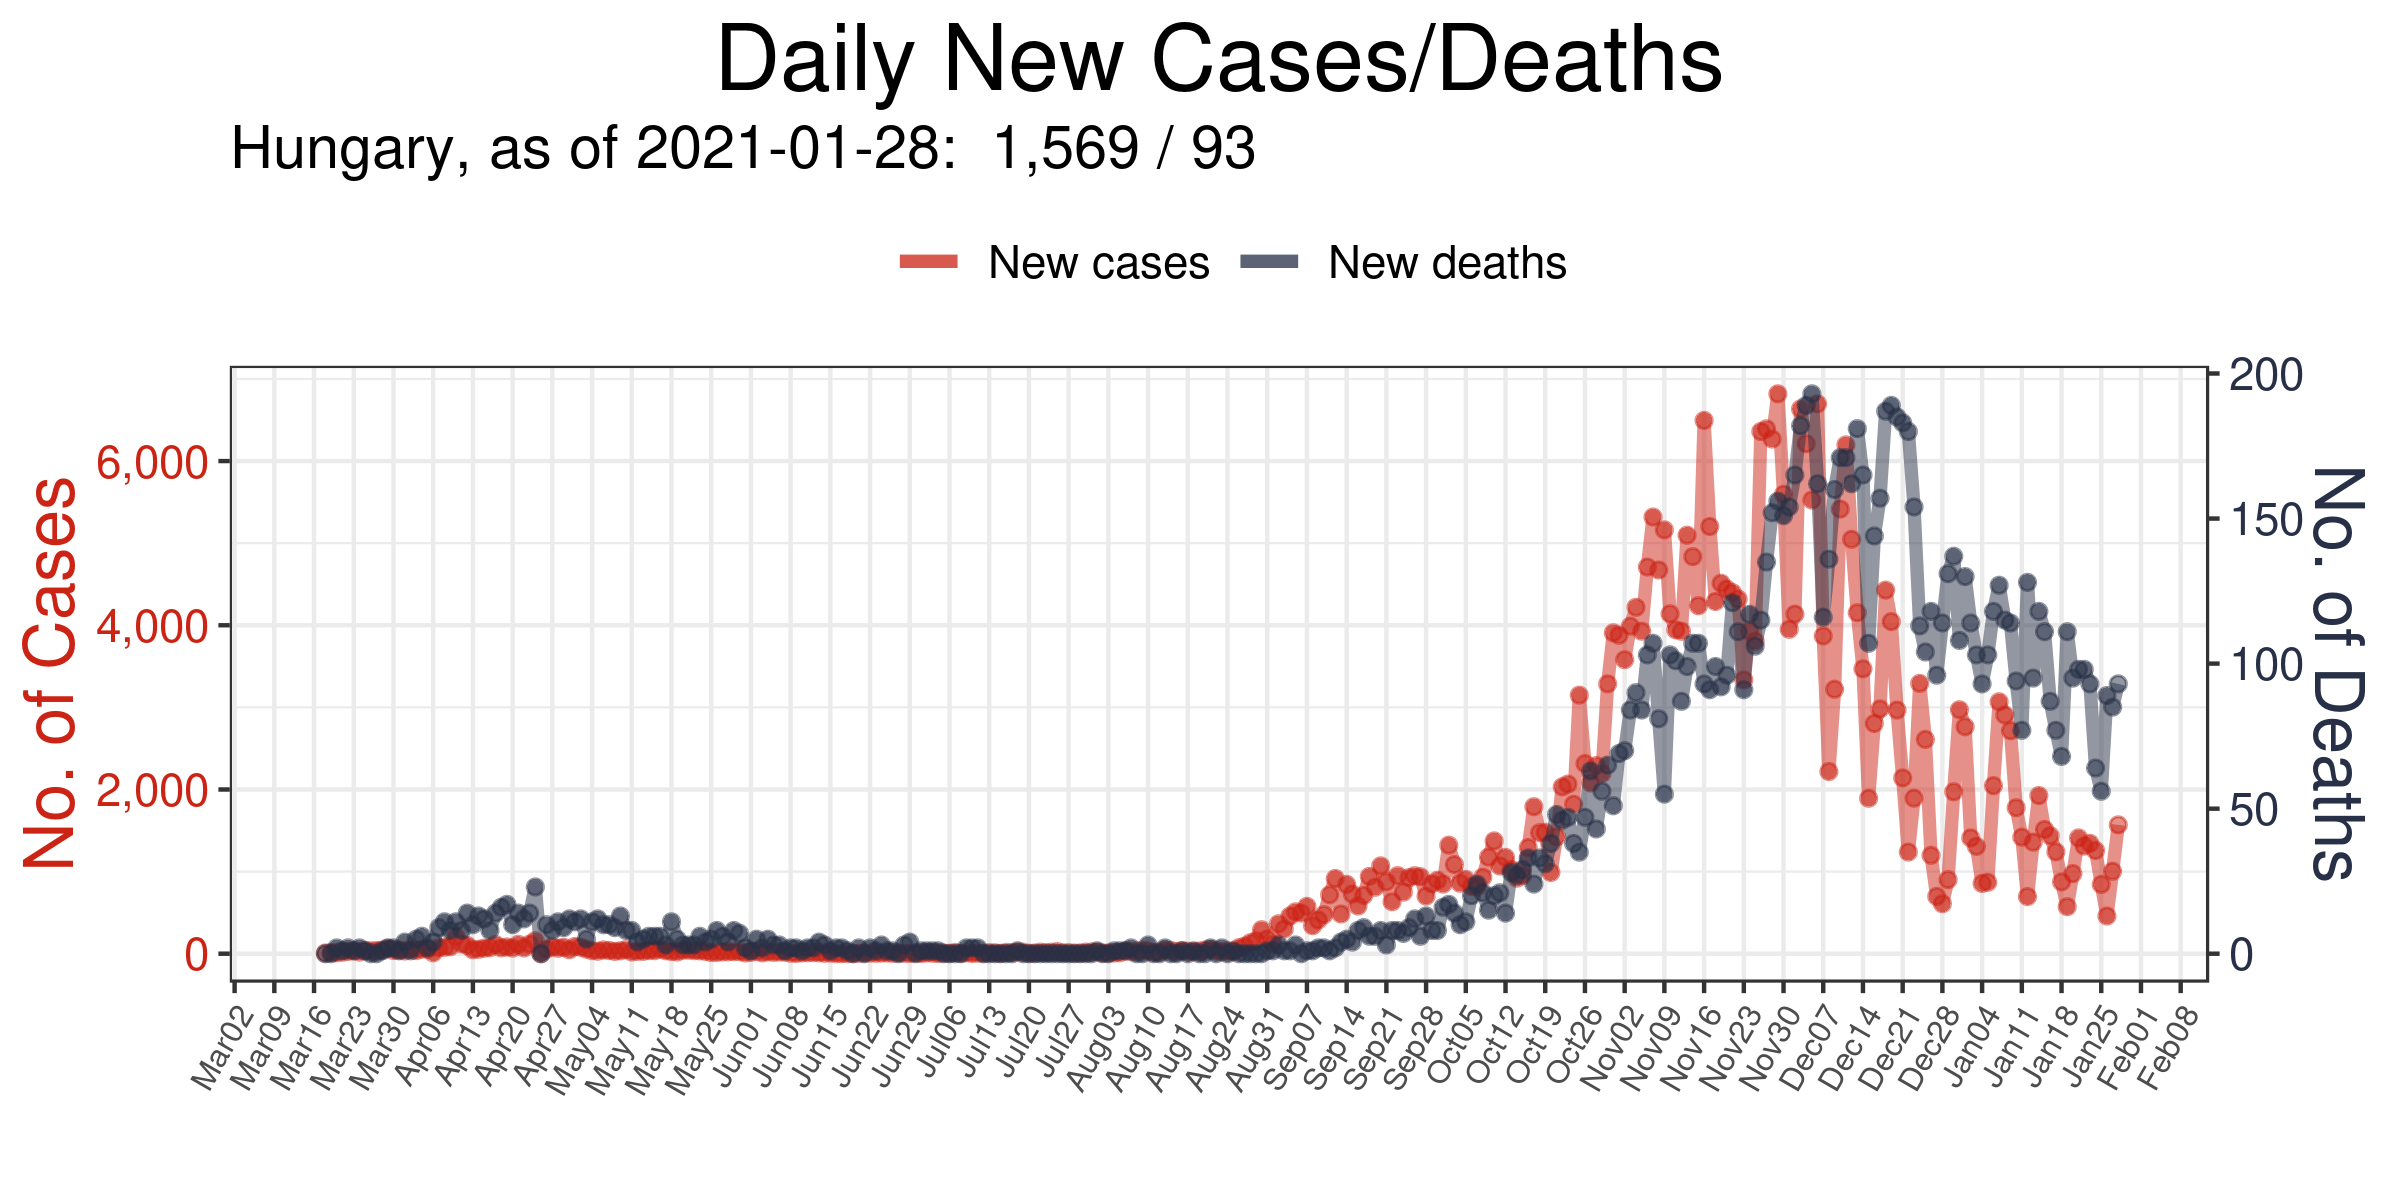 Daily New Cases/Deaths
Hungary, as of 2021-01-28:  1,569 / 93
New cases
New deaths
No. of Cases
6,000
4,000
2,000
0
No. of Deaths
200
150
100
50
0
Mar02
Mar09
Mar16
Mar23
Mar30
Apr06
Apr13
Apr20
Apr27
May04
May11
May18
May25
Jun01
Jun08
Jun15
Jun22
Jun29
Jul06
Jul13
Jul20
Jul27
Aug03
Aug10
Aug17
Aug24
Aug31
Sep07
Sep14
Sep21
Sep28
Oct05
Oct12
Oct19
Oct26
Nov02
Nov09
Nov16
Nov23
Nov30
Dec07
Dec14
Dec21
Dec28
Jan04
Jan11
Jan18
Jan25
Feb01
Feb08